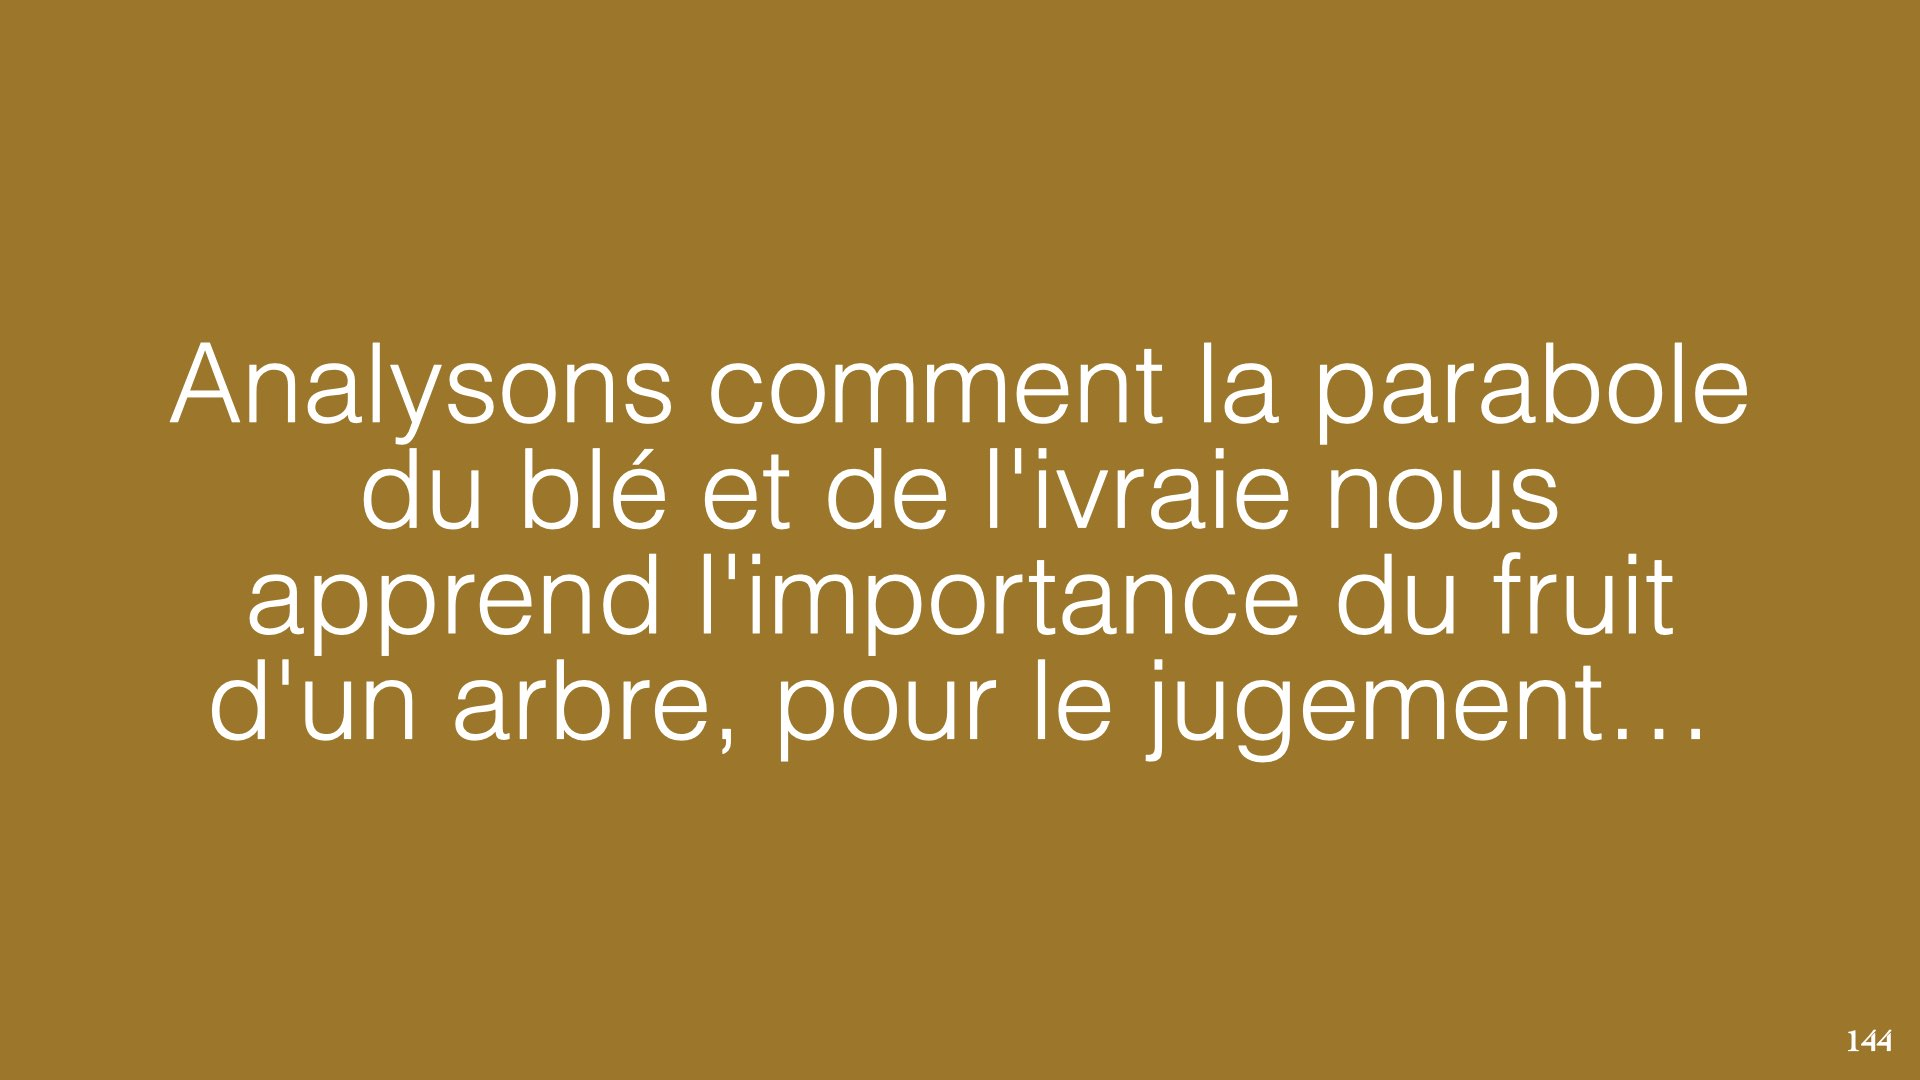 Analysons comment la parabole
du blé et de l'ivraie nous
apprend l'importance du fruit
d'un arbre, pour le jugement…
144